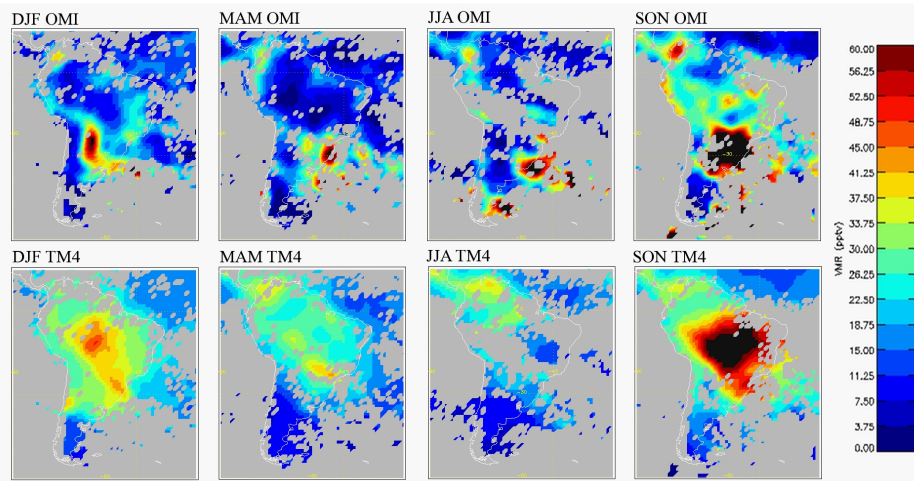 DJF OMI
MAM OMI
JJA OMI
SON OMI
DJF TM4
MAM TM4
JJA TM4
SON TM4
60.00
56.25
52.50
48.75
45.00
41.25
37.50
33.75
30.00
26.25
22.50
18.75
15.00
11.25
7.50
3.75
0.00
VMR (pptv)